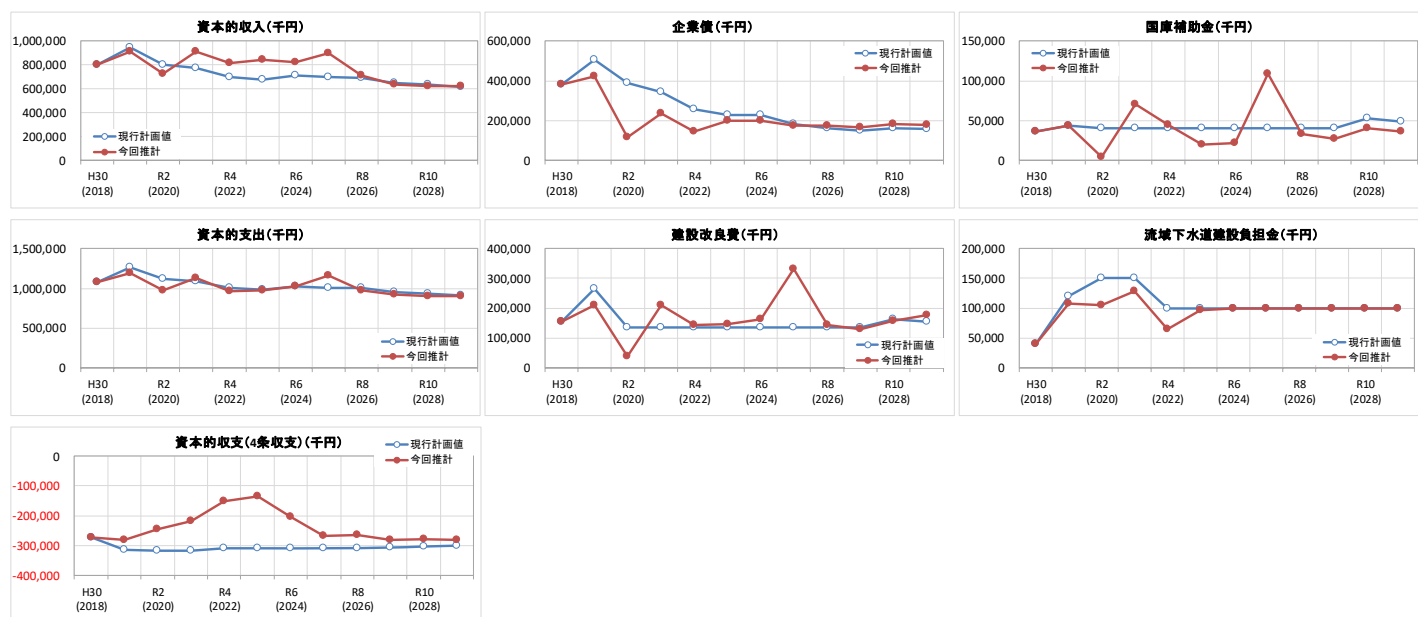 資本的収入(千円)
1,000,000
800,000
600,000
400,000
200,000
0
現行計画値
今回推計
H30 R2 R4 R6 R8 R10
(2018) (2020) (2022) (2024) (2026) (2028)
企業債(千円)
600,000
400,000
200,000
0
現行計画値
今回推計
H30 R2 R4 R6 R8 R10
(2018) (2020) (2022) (2024) (2026) (2028)
国庫補助金(千円)
150,000
100,000
50,000
0
現行計画値
今回推計
H30 R2 R4 R6 R8 R10
(2018) (2020) (2022) (2024) (2026) (2028)
資本的支出(千円)
1,500,000
1,000,000
500,000
0
現行計画値
今回推計
H30 R2 R4 R6 R8 R10
(2018) (2020) (2022) (2024) (2026) (2028)
建設改良費(千円)
400,000
300,000
200,000
100,000
0
現行計画値
今回推計
H30 R2 R4 R6 R8 R10
(2018) (2020) (2022) (2024) (2026) (2028)
流域下水道建設負担金(千円)
200,000
150,000
100,000
50,000
0
現行計画値
今回推計
H30 R2 R4 R6 R8 R10
(2018) (2020) (2022) (2024) (2026) (2028)
資本的収支(4条収支)(千円)
現行計画値
今回推計
0
-100,000
-200,000
-300,000
-400,000
H30 R2 R4 R6 R8 R10
(2018) (2020) (2022) (2024) (2026) (2028)